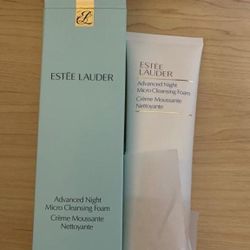 ESTĒE LAUDER
Advanced Night
Micro Cleansing Foam
Crème Moussante
Nettoyante
ESTĒE
LAUDER
Advanced Night
Micro Cleansing Foam
Crème Moussante
Nettoyante